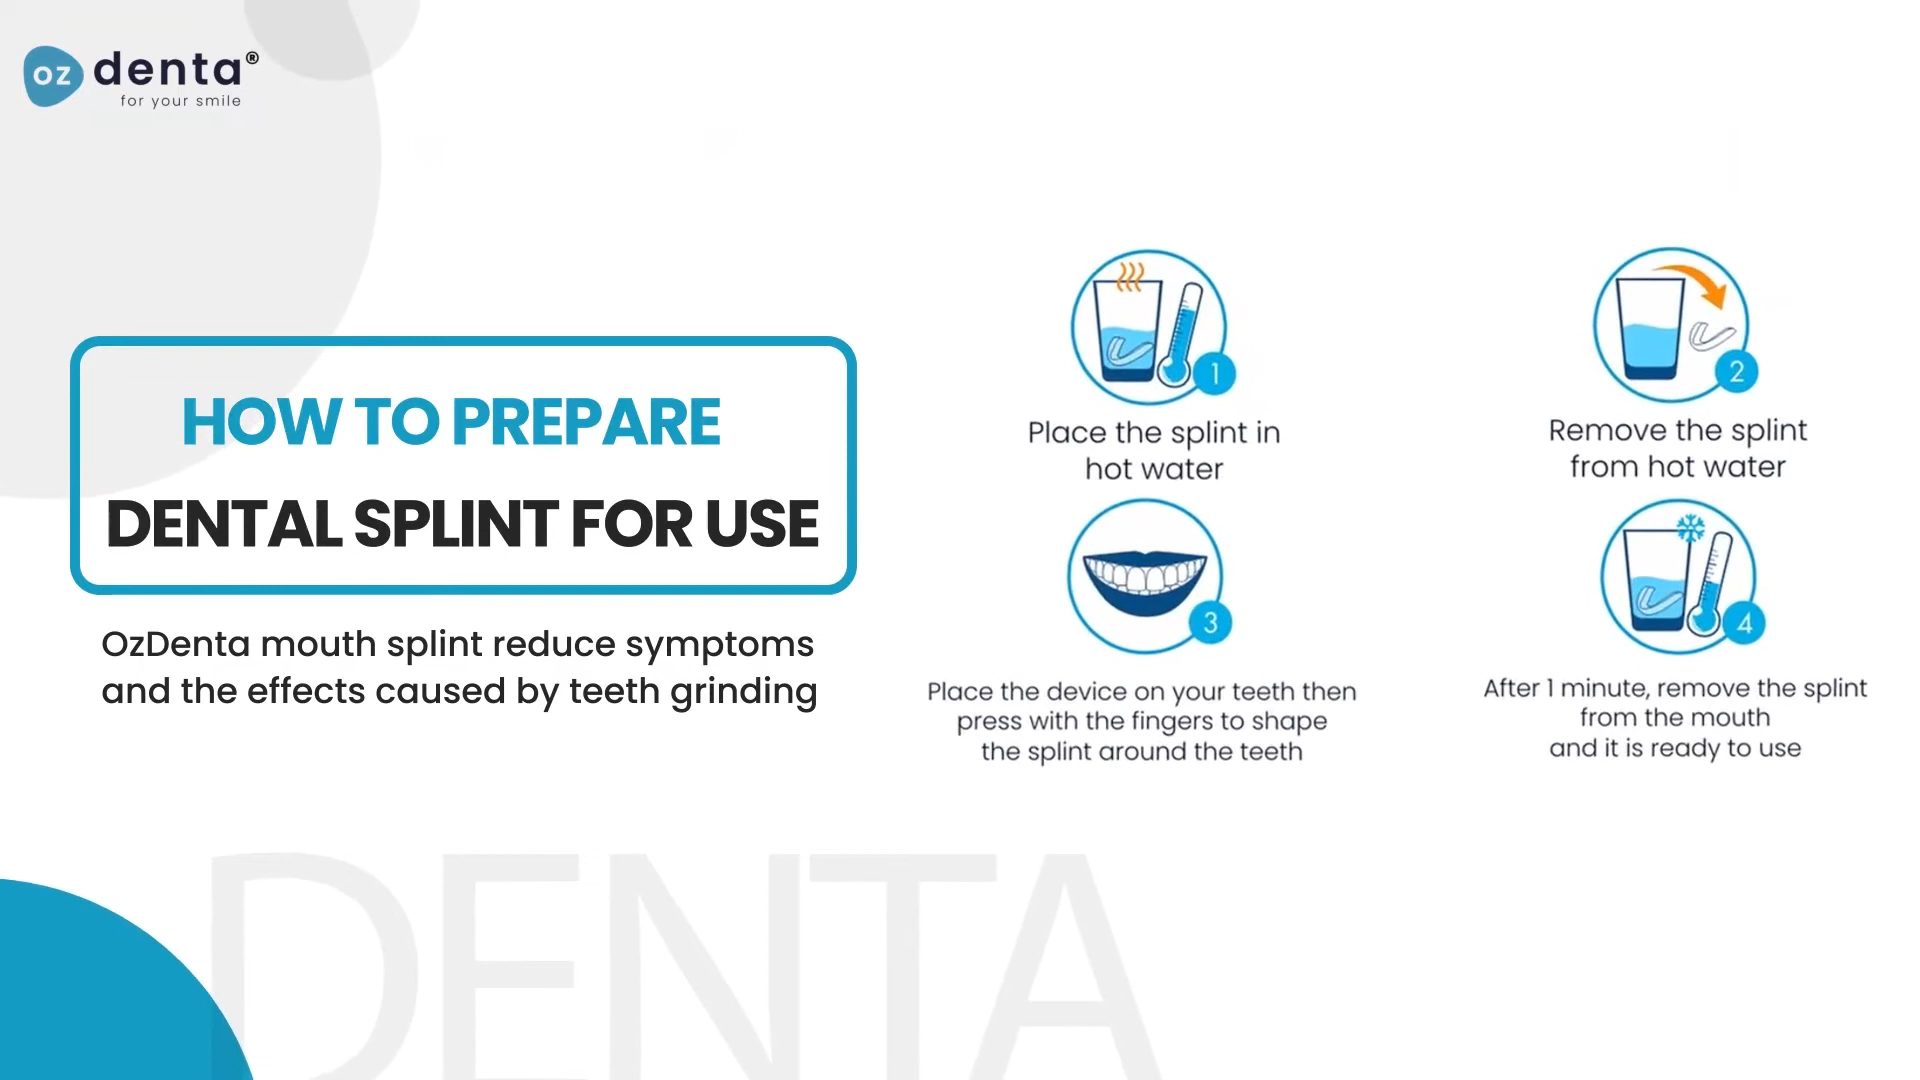 oz denta®
for your smile
HOW TO PREPARE
DENTAL SPLINT FOR USE
OzDenta mouth splint reduce symptoms
and the effects caused by teeth grinding
1
Place the splint in
hot water
2
Remove the splint
from hot water
3
Place the device on your teeth then
press with the fingers to shape
the splint around the teeth
4
After 1 minute, remove the splint
from the mouth
and it is ready to use
DENTA